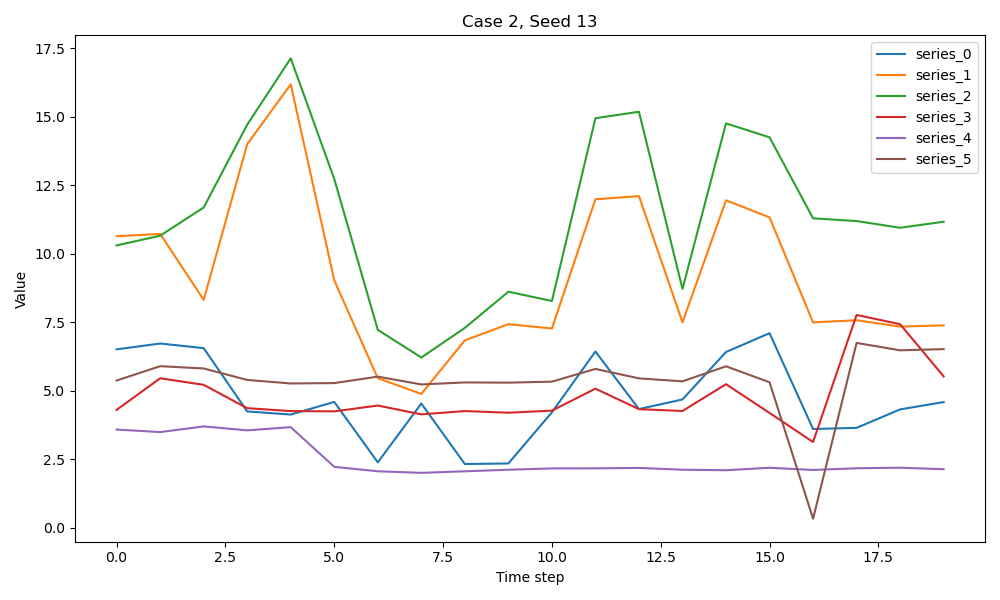 Case 2, Seed 13
17.5
15.0
12.5
10.0
7.5
5.0
2.5
0.0
Value
series_0
series_1
series_2
series_3
series_4
series_5
0.0 2.5 5.0 7.5 10.0 12.5 15.0 17.5
Time step